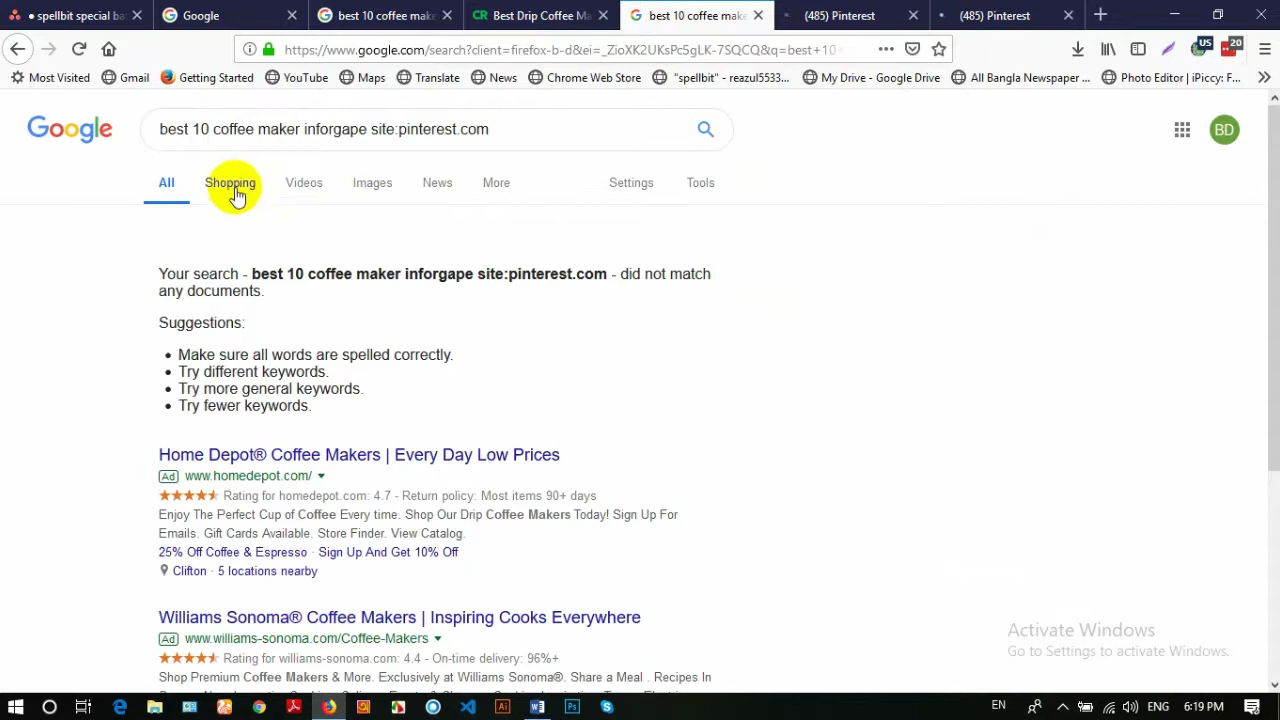 spellbit special ba
Google
best 10 coffee make
Best Drip Coffee Ma
best 10 coffee make
(485) Pinterest
(485) Pinterest
https://www.google.com/search?client=firefox-b-d&ei=_ZioXK2UKsPc5gLK-7SQCQ&q=best+10
US
20
Most Visited
Gmail
Getting Started
YouTube
Maps
Translate
News
Chrome Web Store
"spellbit" - reazul5533...
My Drive - Google Drive
All Bangla Newspaper ...
Photo Editor | iPiccy: F...
Google
best 10 coffee maker inforgape site:pinterest.com
BD
All
Shopping
Videos
Images
News
More
Settings
Tools
Your search - best 10 coffee maker inforgape site:pinterest.com - did not match
any documents.
Suggestions:
Make sure all words are spelled correctly.
Try different keywords.
Try more general keywords.
Try fewer keywords.
Home Depot® Coffee Makers | Every Day Low Prices
Ad www.homedepot.com/
Rating for homedepot.com: 4.7 - Return policy: Most items 90+ days
Enjoy The Perfect Cup of Coffee Every time. Shop Our Drip Coffee Makers Today! Sign Up For
Emails. Gift Cards Available. Store Finder. View Catalog.
25% Off Coffee & Espresso · Sign Up And Get 10% Off
Clifton · 5 locations nearby
Williams Sonoma® Coffee Makers | Inspiring Cooks Everywhere
Ad www.williams-sonoma.com/Coffee-Makers
Rating for williams-sonoma.com: 4.4 - On-time delivery: 96%+
Shop Premium Coffee Makers & More. Exclusively at Williams Sonoma®. Share a Meal . Recipes In
Activate Windows
Go to Settings to activate Windows.
EN
ENG
6:19 PM